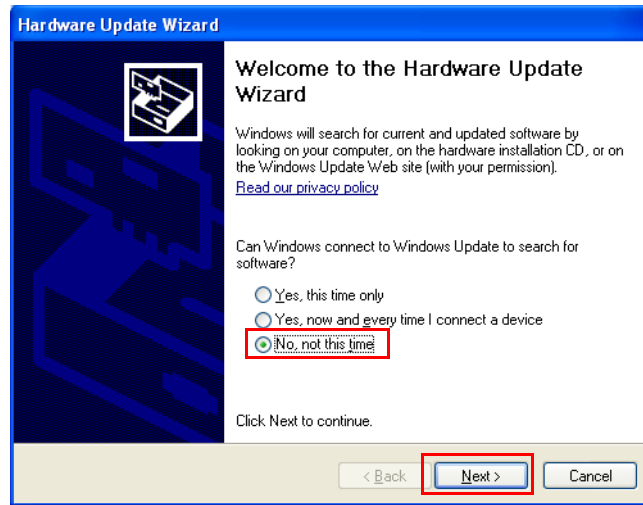 Hardware Update Wizard
Welcome to the Hardware Update
Wizard
Windows will search for current and updated software by
looking on your computer, on the hardware installation CD, or on
the Windows Update Web site (with your permission).
Read our privacy policy
Can Windows connect to Windows Update to search for
software?
Yes, this time only
Yes, now and every time I connect a device
No, not this time
Click Next to continue.
< Back
Next >
Cancel